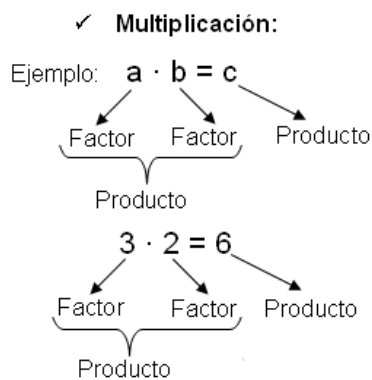 ✓ Multiplicación:
Ejemplo: a · b = c
Factor Factor Producto
Producto
3 · 2 = 6
Factor Factor Producto
Producto